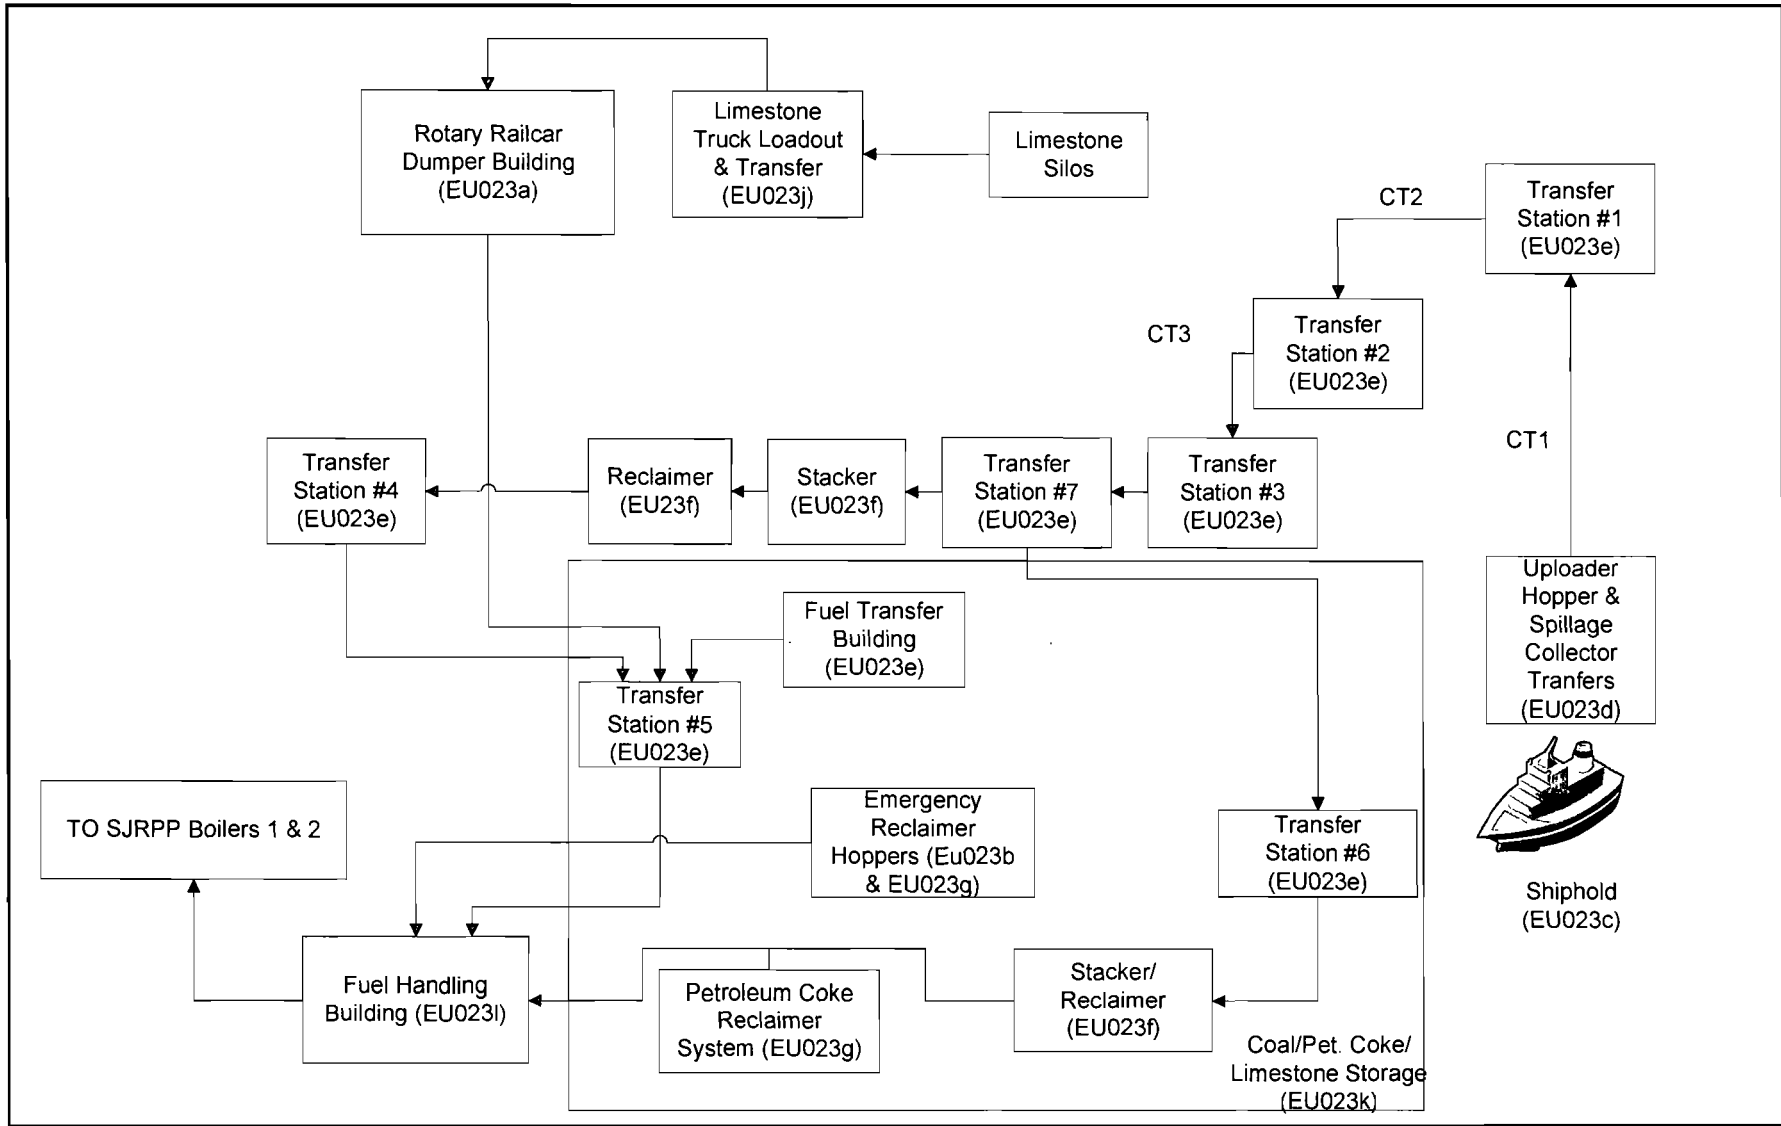 Rotary Railcar
Dumper Building
(EU023a)
Limestone
Truck Loadout
& Transfer
(EU023j)
Limestone
Silos
CT2
Transfer
Station #1
(EU023e)
CT3
Transfer
Station #2
(EU023e)
CT1
Transfer
Station #4
(EU023e)
Reclaimer
(EU23f)
Stacker
(EU023f)
Transfer
Station #7
(EU023e)
Transfer
Station #3
(EU023e)
Uploader
Hopper &
Spillage
Collector
Tranfers
(EU023d)
Fuel Transfer
Building
(EU023e)
Transfer
Station #5
(EU023e)
TO SJRPP Boilers 1 & 2
Emergency
Reclaimer
Hoppers (Eu023b
& EU023g)
Transfer
Station #6
(EU023e)
Shiphold
(EU023c)
Fuel Handling
Building (EU023l)
Petroleum Coke
Reclaimer
System (EU023g)
Stacker/
Reclaimer
(EU023f)
Coal/Pet. Coke/
Limestone Storage
(EU023k)